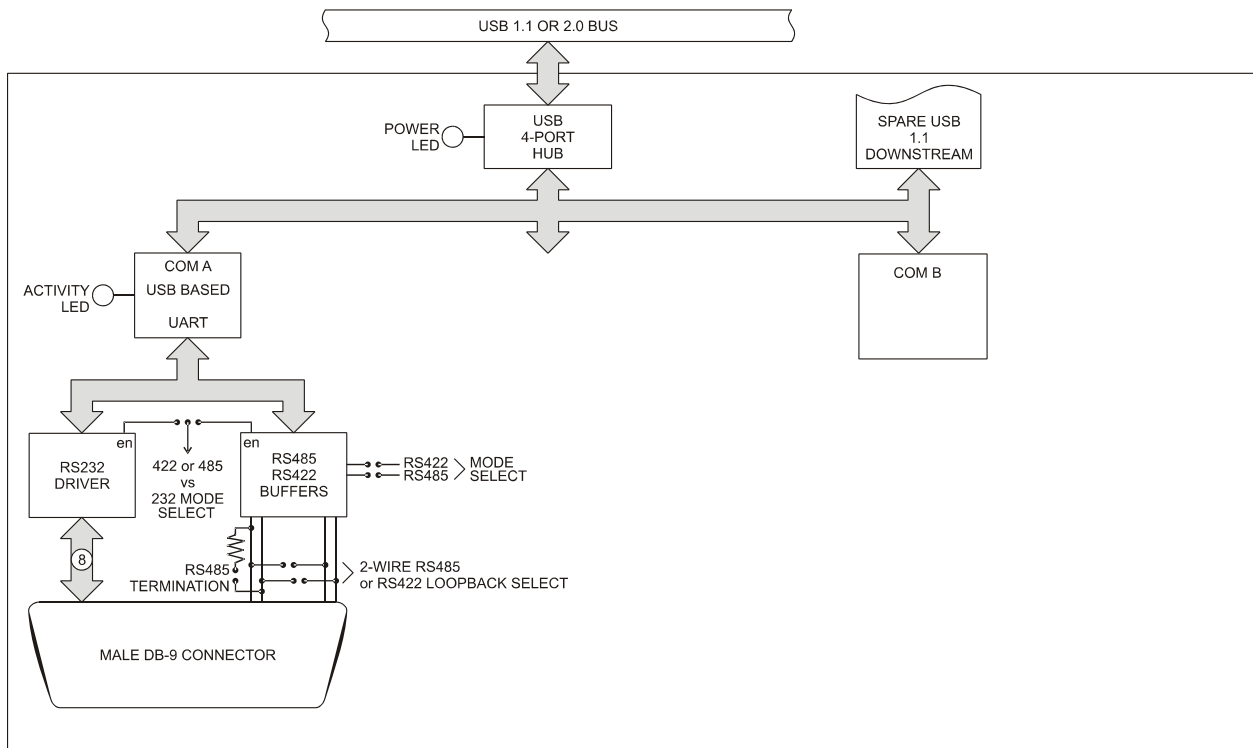 USB 1.1 OR 2.0 BUS
POWER
LED
USB
4-PORT
HUB
SPARE USB
1.1
DOWNSTREAM
COM A
USB BASED
UART
ACTIVITY
LED
COM B
en
en
RS232
DRIVER
422 or 485
vs
232 MODE
SELECT
RS485
RS422
BUFFERS
RS422
RS485
MODE
SELECT
8
RS485
TERMINATION
2-WIRE RS485
or RS422 LOOPBACK SELECT
MALE DB-9 CONNECTOR